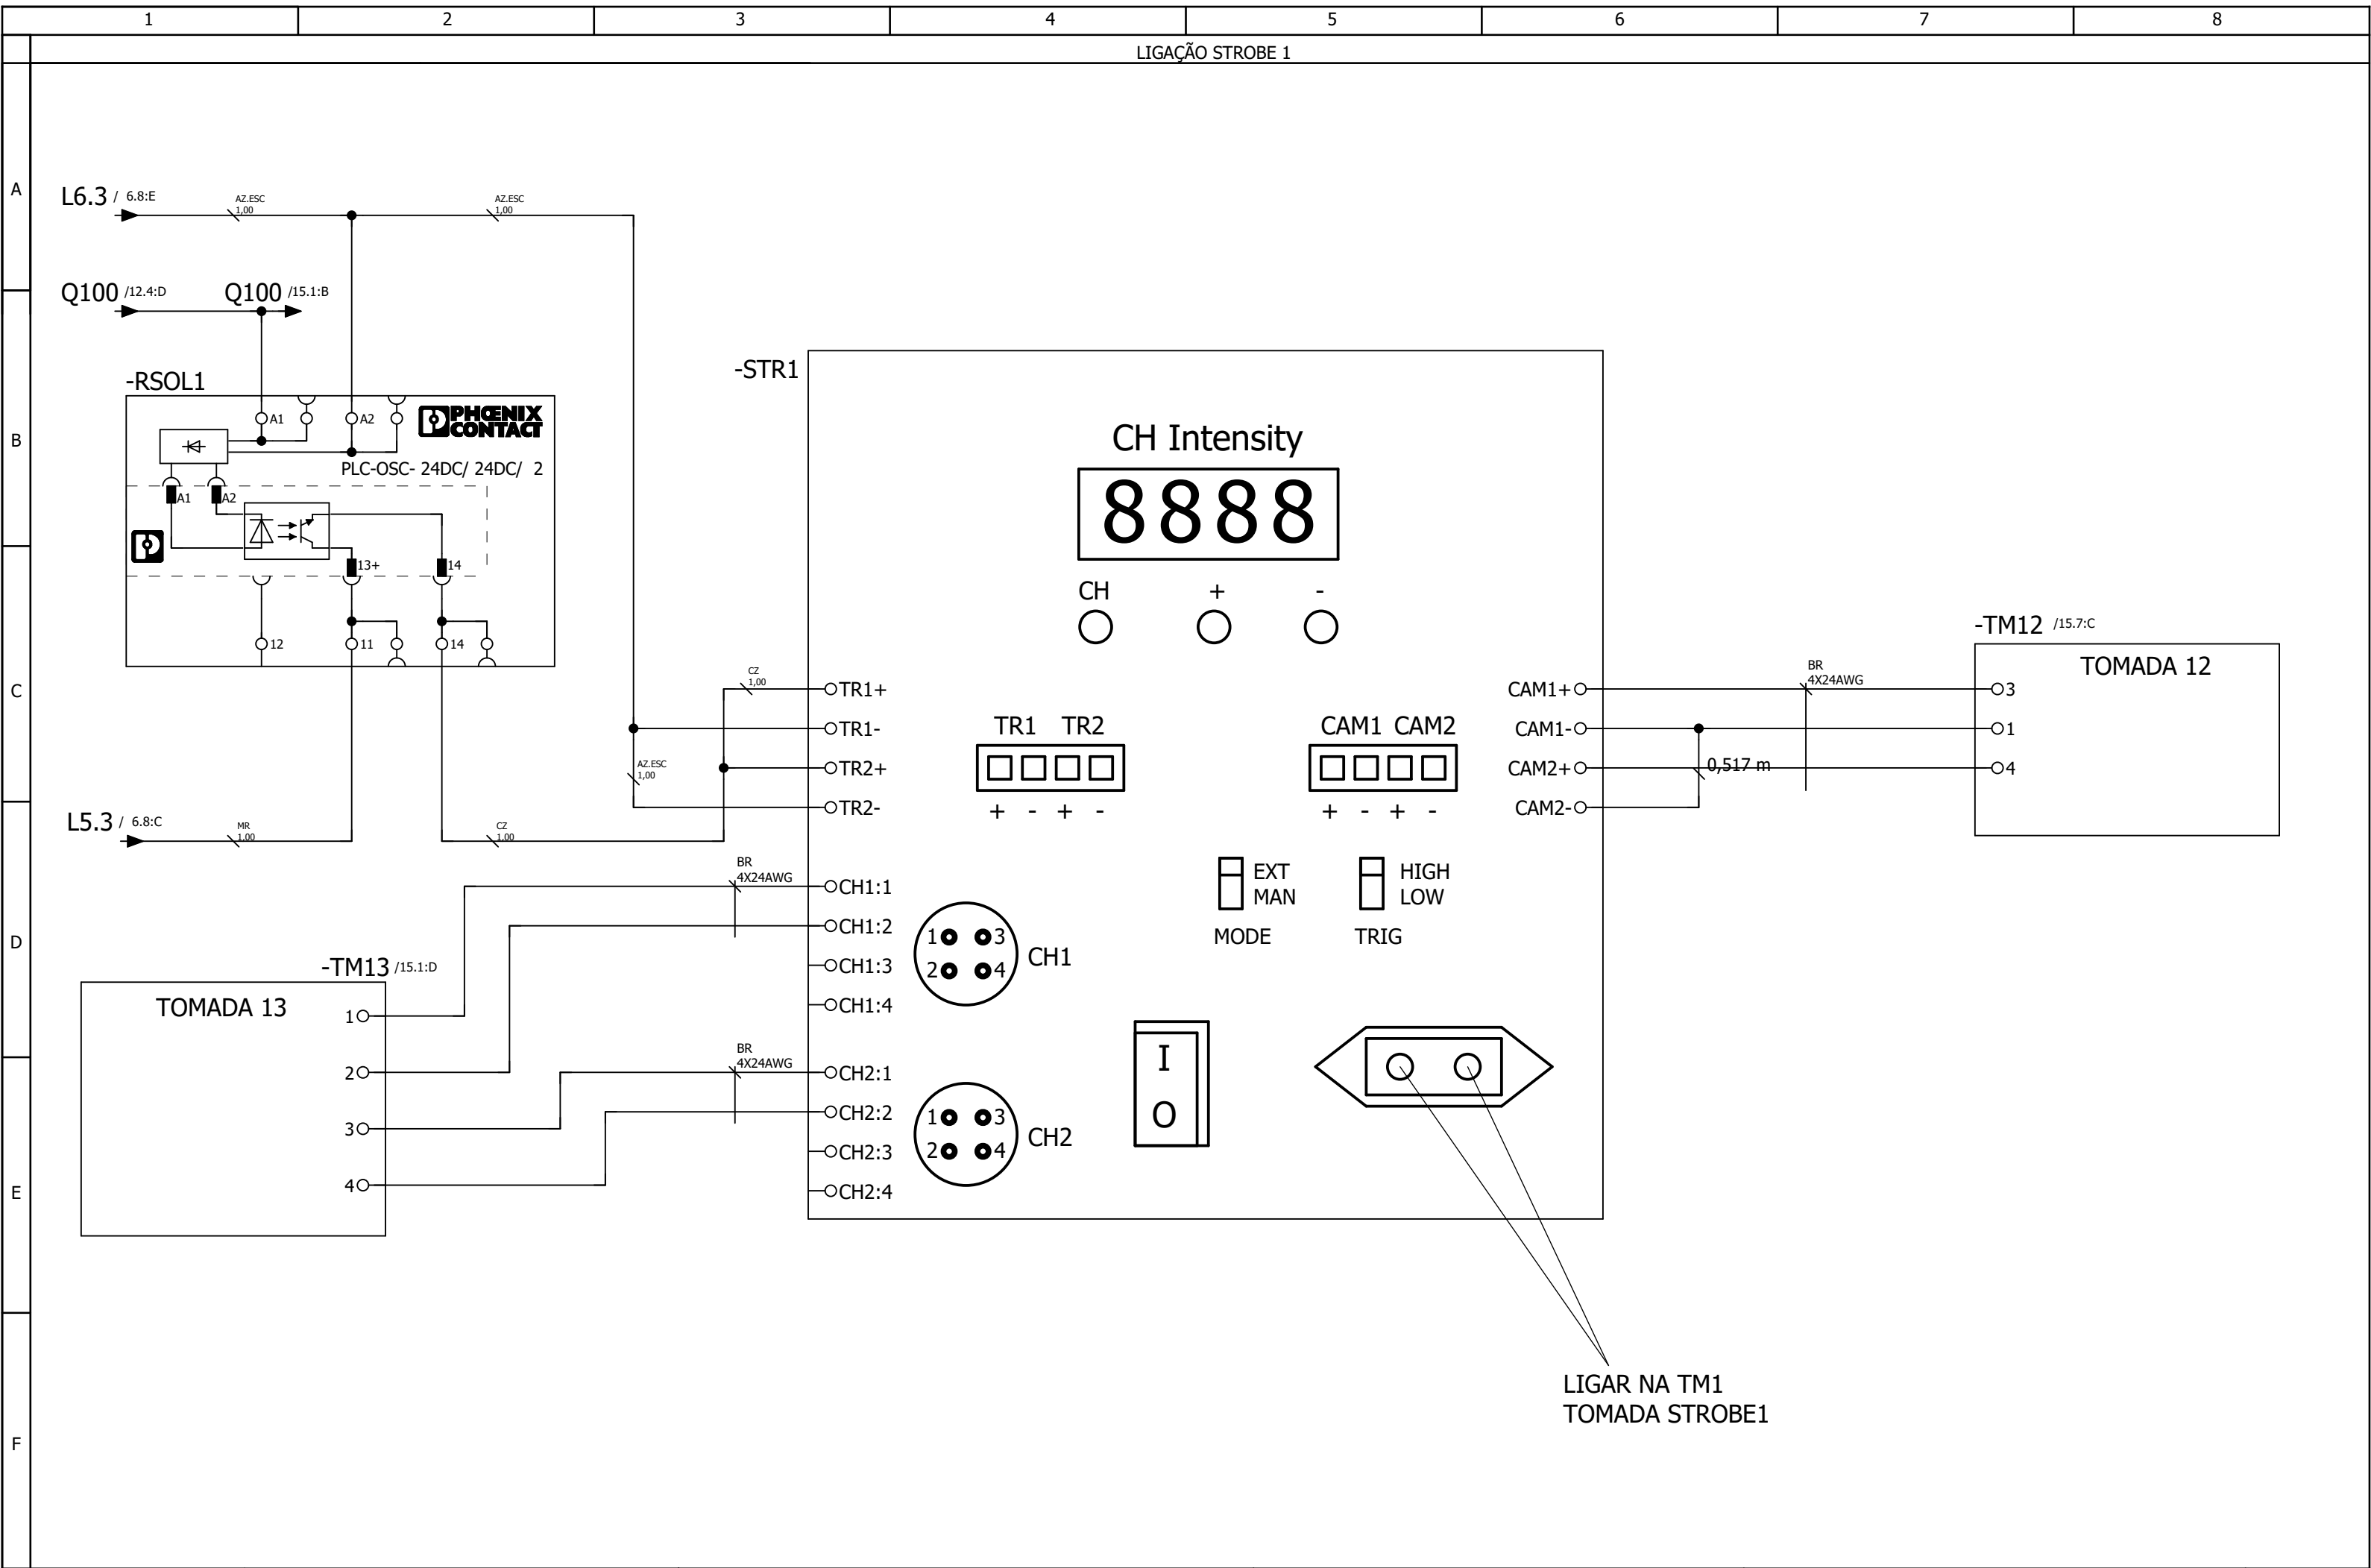 1 2 3 4 5 6 7 8
LIGAÇÃO STROBE 1
A
L6.3 / 6.8:E
AZ.ESC
1,00
AZ.ESC
1,00
Q100 /12.4:D
Q100 /15.1:B
B
-RSOL1
A1
A2
PHŒNIX
CONTACT
PLC-OSC- 24DC/ 24DC/ 2
A1
A2
13+
14
12
11
14
-STR1
CH Intensity
8888
CH + -
C
CZ
1,00
TR1+
TR1-
TR2+
TR2-
AZ.ESC
1,00
TR1 TR2
+ - + -
CAM1 CAM2
+ - + -
CAM1+
CAM1-
CAM2+
CAM2-
BR
4X24AWG
0,517 m
-TM12 /15.7:C
TOMADA 12
3
1
4
L5.3 / 6.8:C
MR
1,00
CZ
1,00
D
BR
4X24AWG
CH1:1
CH1:2
CH1:3
CH1:4
1 3
2 4
CH1
EXT
MAN
MODE
HIGH
LOW
TRIG
-TM13 /15.1:D
TOMADA 13
1
2
3
4
E
BR
4X24AWG
CH2:1
CH2:2
CH2:3
CH2:4
1 3
2 4
CH2
I
O
LIGAR NA TM1
TOMADA STROBE1
F